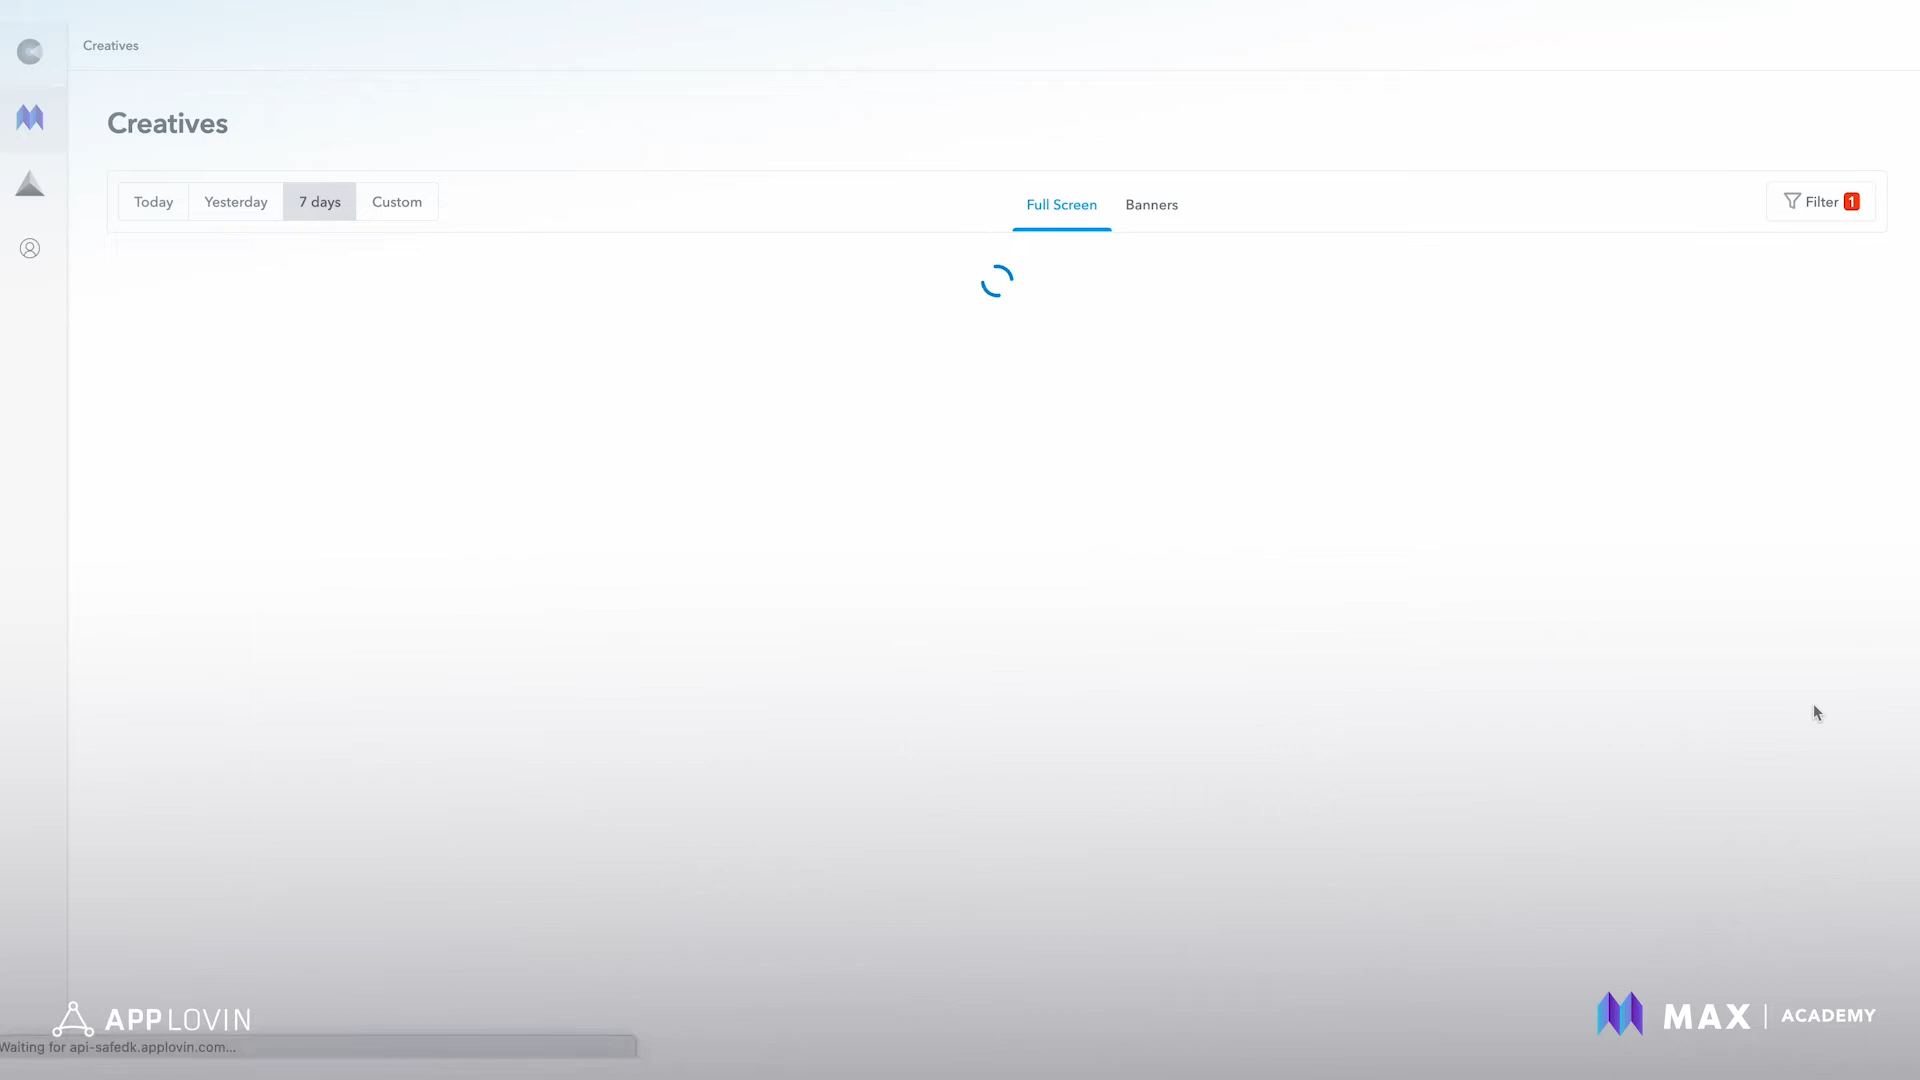 Creatives
Creatives
Today Yesterday 7 days Custom Full Screen Banners Filter 1
APPLOVIN
MAX | ACADEMY
Waiting for api-safedk.applovin.com...